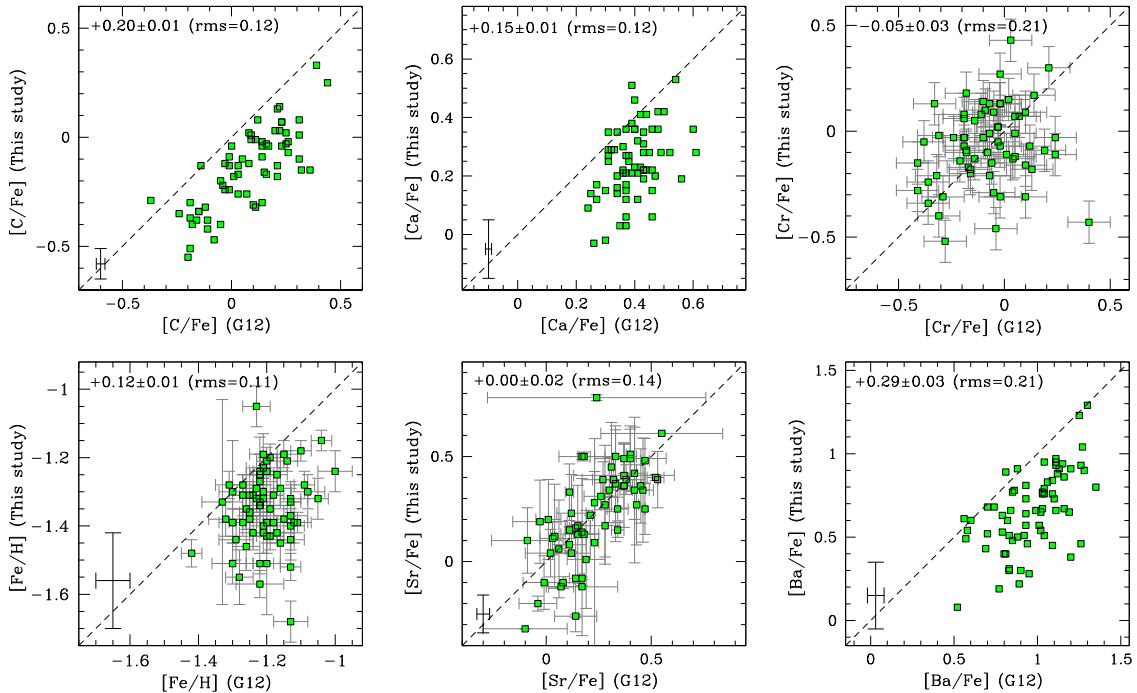 +0.20±0.01 (rms=0.12)
0.5
0
−0.5
[C/Fe] (This study)
−0.5
0
0.5
[C/Fe] (G12)
+0.15±0.01 (rms=0.12)
0.6
0.4
0.2
0
[Ca/Fe] (This study)
0
0.2
0.4
0.6
[Ca/Fe] (G12)
−0.05±0.03 (rms=0.21)
0.5
0
−0.5
[Cr/Fe] (This study)
−0.5
0
0.5
[Cr/Fe] (G12)
+0.12±0.01 (rms=0.11)
−1
−1.2
−1.4
−1.6
[Fe/H] (This study)
−1.6
−1.4
−1.2
−1
[Fe/H] (G12)
+0.00±0.02 (rms=0.14)
0.5
0
[Sr/Fe] (This study)
0
0.5
[Sr/Fe] (G12)
+0.29±0.03 (rms=0.21)
1.5
1
0.5
0
[Ba/Fe] (This study)
0
0.5
1
1.5
[Ba/Fe] (G12)